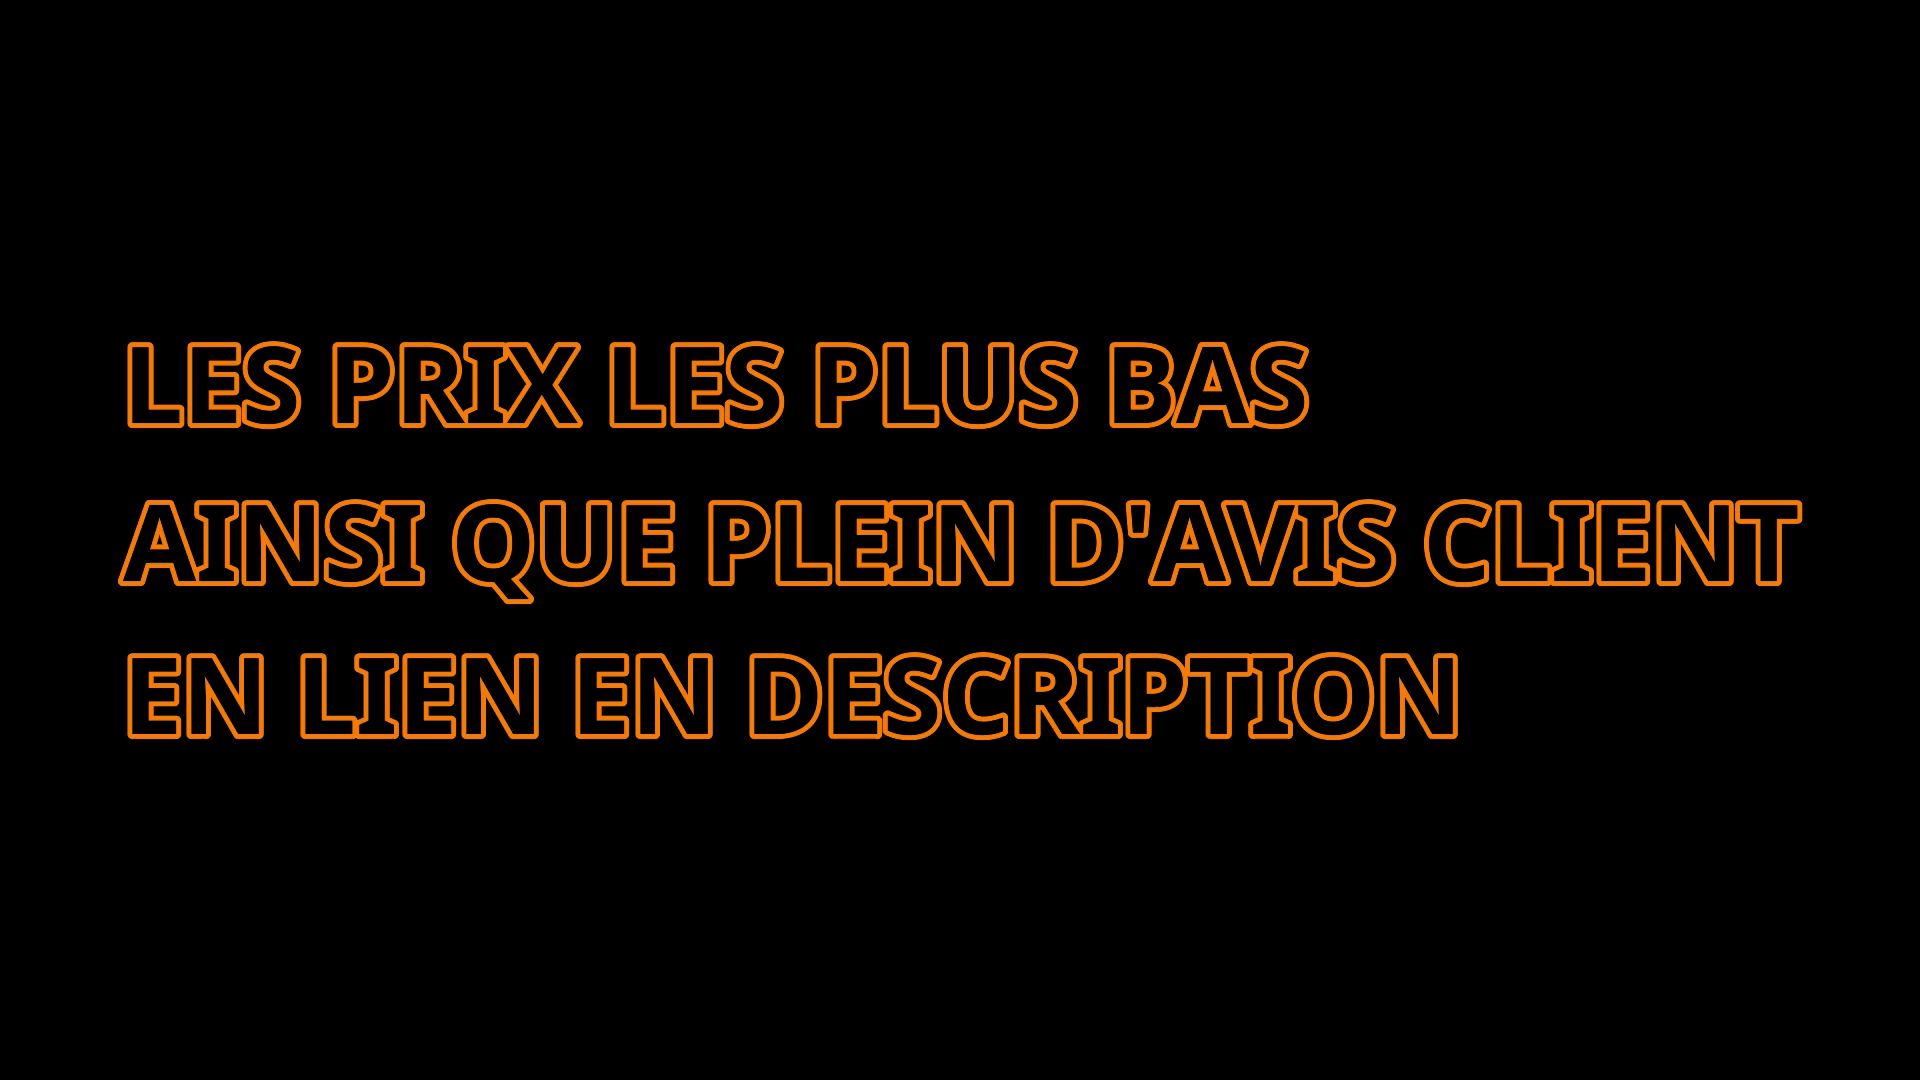 LES PRIX LES PLUS BAS
AINSI QUE PLEIN D'AVIS CLIENT
EN LIEN EN DESCRIPTION